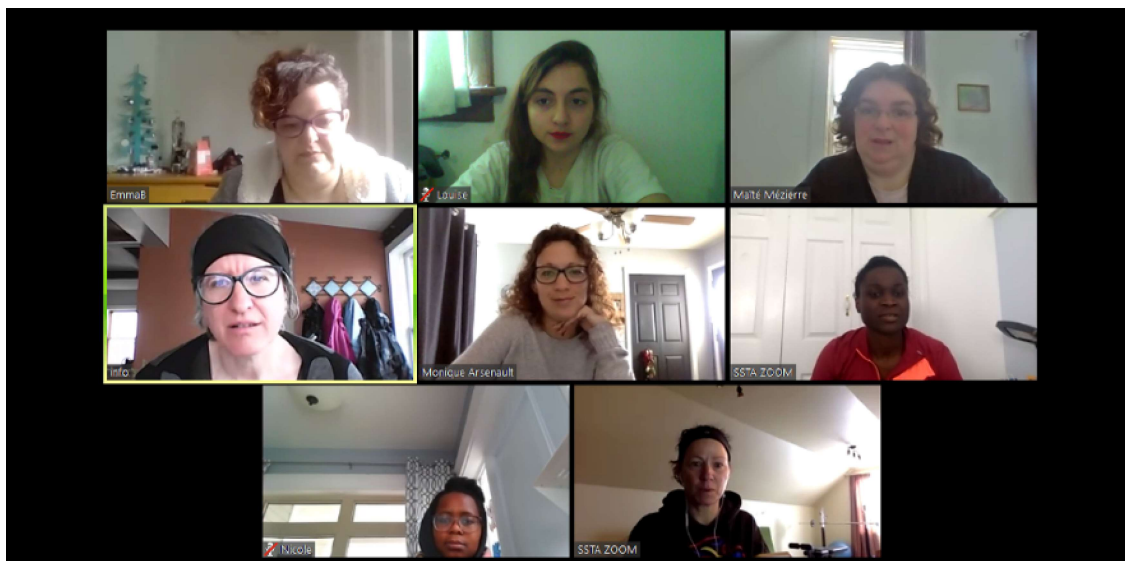 EmmaB
Louise
Maïté Mézierre
info
Monique Arsenault
SSTA ZOOM
Nicole
SSTA ZOOM